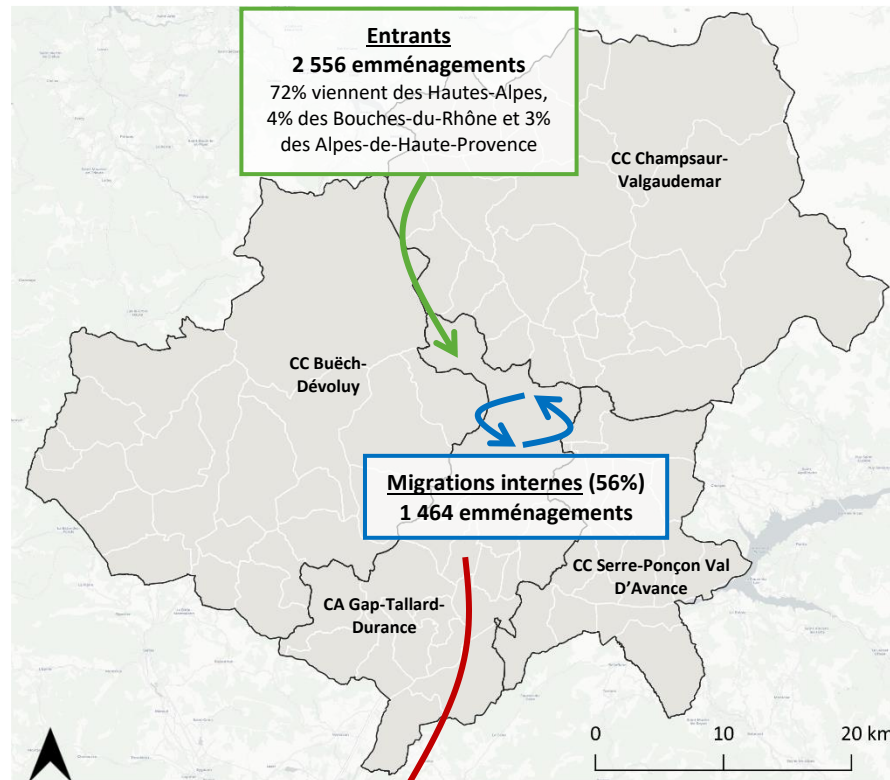 Entrants
2 556 emménagements
72% viennent des Hautes-Alpes,
4% des Bouches-du-Rhône et 3%
des Alpes-de-Haute-Provence
CC Champsaur-
Valgaudemar
CC Buëch-
Dévoluy
Migrations internes (56%)
1 464 emménagements
CC Serre-Ponçon Val
D’Avance
CA Gap-Tallard-
Durance
0 10 20 km